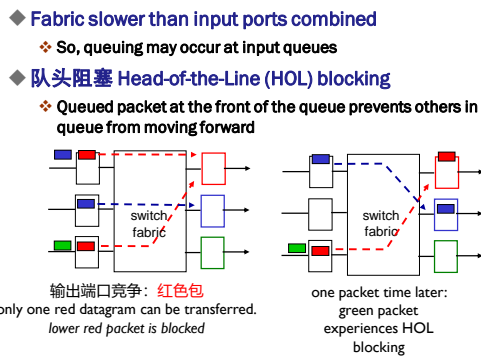 Fabric slower than input ports combined
So, queuing may occur at input queues
队头阻塞 Head-of-the-Line (HOL) blocking
Queued packet at the front of the queue prevents others in
queue from moving forward
switch
fabric
输出端口竞争：红色包
only one red datagram can be transferred.
lower red packet is blocked
switch
fabric
one packet time later:
green packet
experiences HOL
blocking